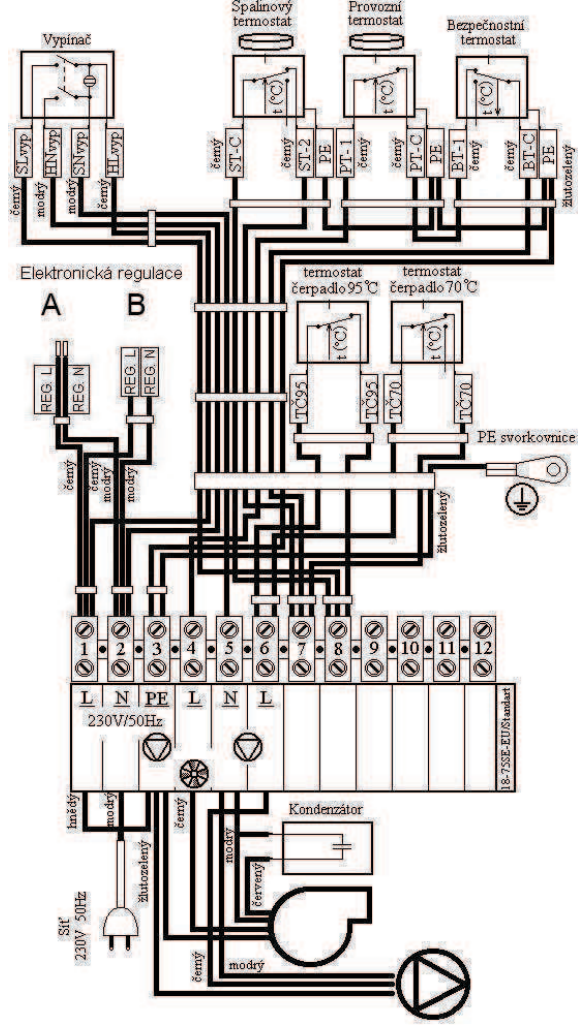 Spalinový
termostat
Provozní
termostat
Bezpečnostní
termostat
Vypínač
t (°C)
t (°C)
t (°C)
SLvyp
HNvyp
SNvyp
HLvyp
černý
ST-C
černý
ST-2
PE
PT-1
černý
PT-C
PE
BT-1
černý
BT-C
černý
PE
černý
modrý
modrý
černý
žlutozelený
Elektronická regulace
A
B
termostat
čerpadlo 95°C
termostat
čerpadlo 70°C
t (°C)
t (°C)
REG. L
REG. N
REG. L
REG. N
TČ95
TČ95
TČ70
TČ70
PE svorkovnice
černý
modrý
černý
modrý
žlutozelený
1
2
3
4
5
6
7
8
9
10
11
12
L
N
PE
L
N
L
230V/50Hz
18-75SE-EU/Standart
hnědý
modrý
žlutozelený
černý
modrý
červený
Kondenzátor
Síť
230V 50Hz
černý
modrý